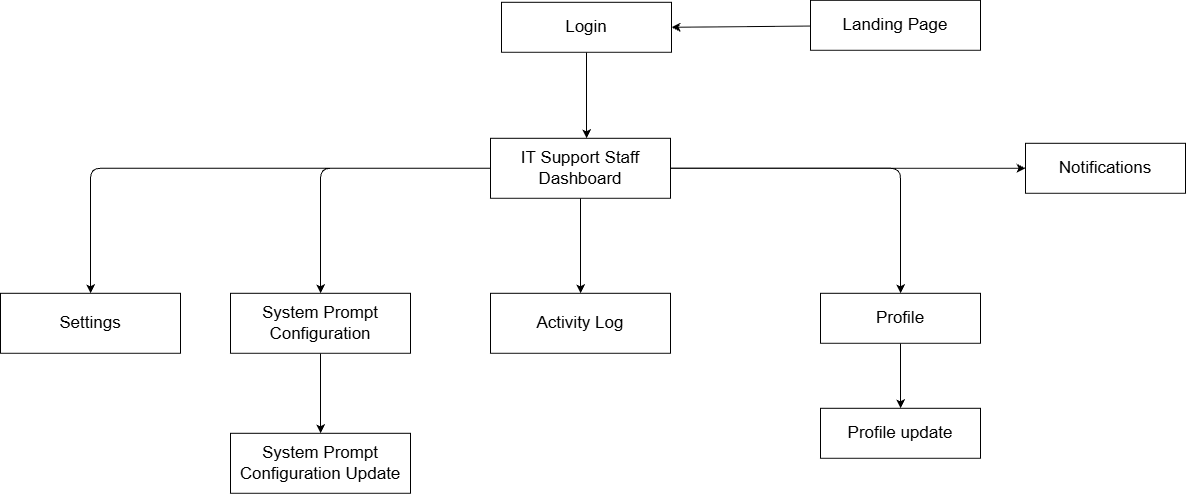 Login
Landing Page
IT Support Staff
Dashboard
Notifications
Settings
System Prompt
Configuration
Activity Log
Profile
System Prompt
Configuration Update
Profile update